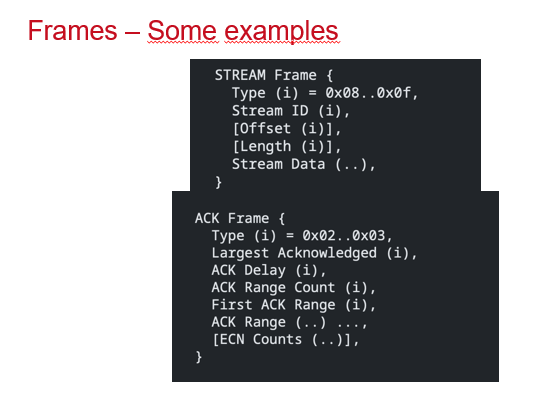 Frames – Some examples
STREAM Frame {
Type (i) = 0x08..0x0f,
Stream ID (i),
[Offset (i)],
[Length (i)],
Stream Data (..),
}
ACK Frame {
Type (i) = 0x02..0x03,
Largest Acknowledged (i),
ACK Delay (i),
ACK Range Count (i),
First ACK Range (i),
ACK Range (..) ...,
[ECN Counts (..)],
}